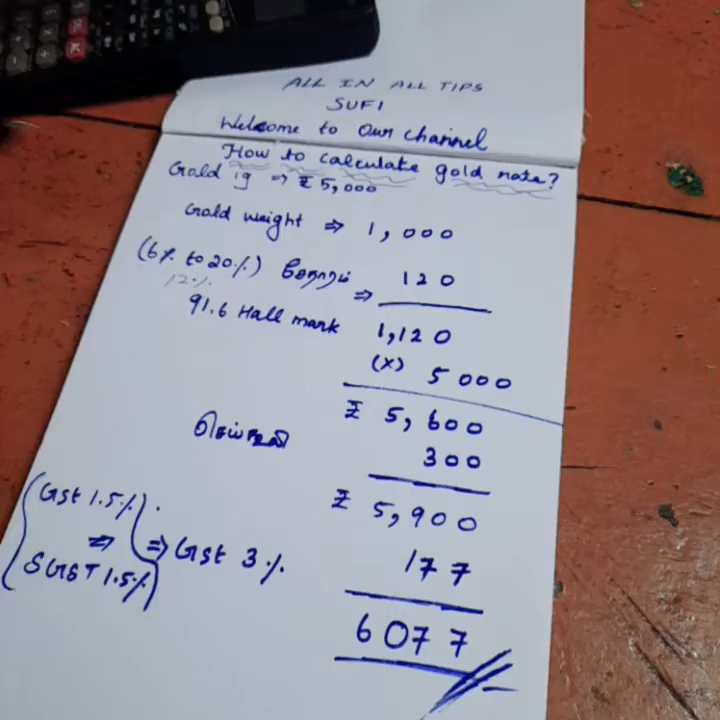 ALL IN ALL TIPS
SUFI
Welcome to Our channel
How to calculate gold rate?
Gold 1g ⇒ ₹ 5,000
Gold weight ⇒ 1,000
(6% to 20%) சேதாரம் ⇒ 120
12%
91.6 Hall mark 1,120
(x) 5000
₹ 5,600
செய்கூலி 300
₹ 5,900
Gst 1.5% ⇒ Gst 3% 177
SGST 1.5%
6077